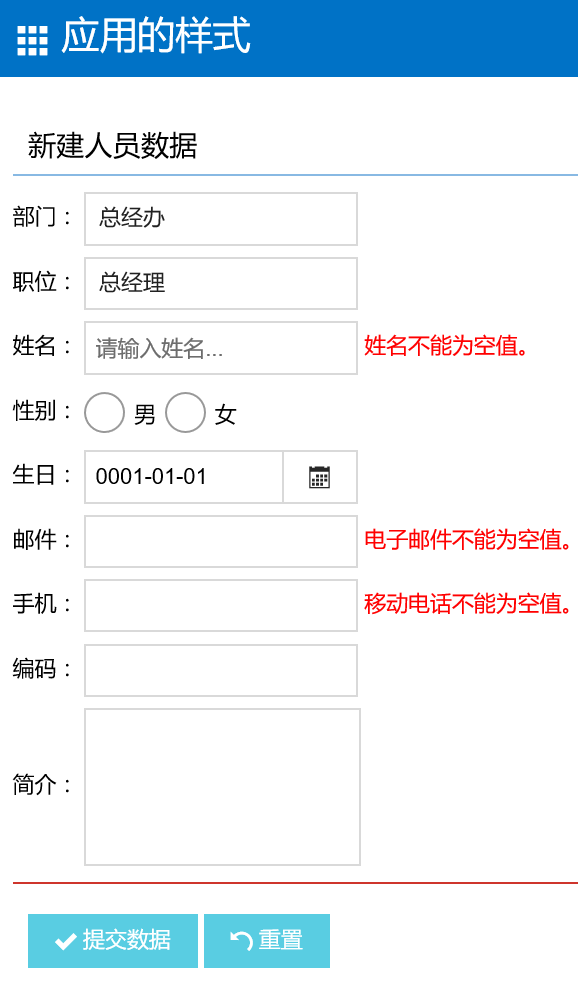 应用的样式
新建人员数据
部门： 总经办
职位： 总经理
姓名： 请输入姓名... 姓名不能为空值。
性别： 男 女
生日： 0001-01-01
邮件： 电子邮件不能为空值。
手机： 移动电话不能为空值。
编码：
简介：
提交数据 重置